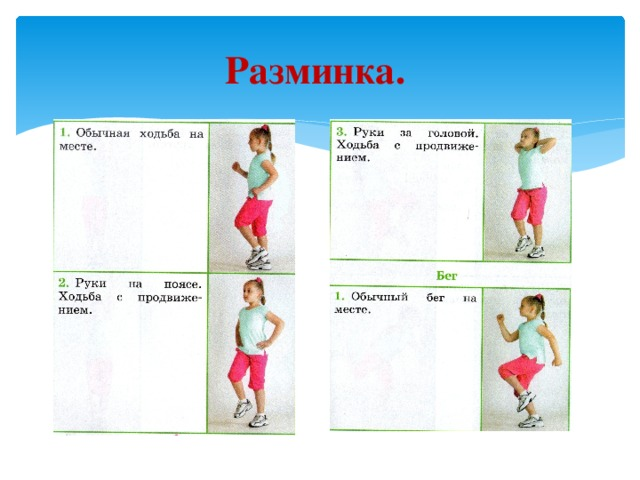 Разминка.
1. Обычная ходьба на
месте.
2. Руки на поясе.
Ходьба с продвиже-
нием.
3. Руки за головой.
Ходьба с продвиже-
нием.
Бег
1. Обычный бег на
месте.